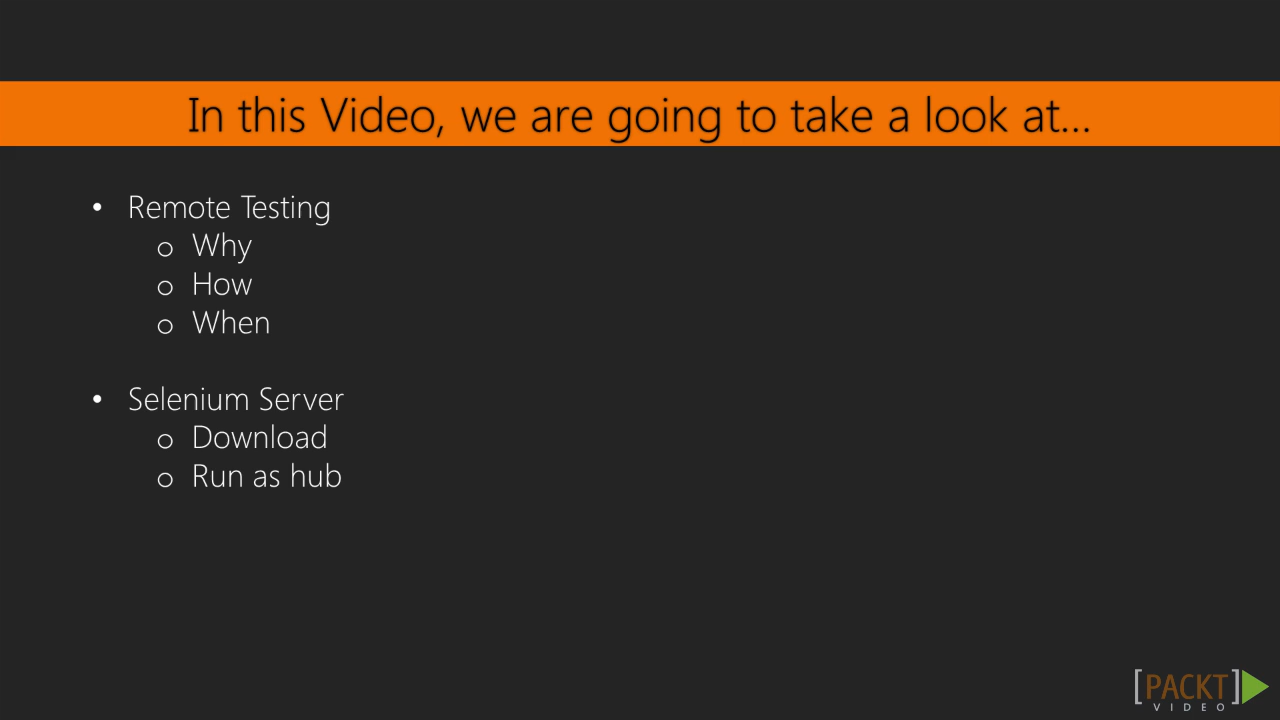 In this Video, we are going to take a look at...
• Remote Testing
o Why
o How
o When
• Selenium Server
o Download
o Run as hub
[PACKT]
VIDEO